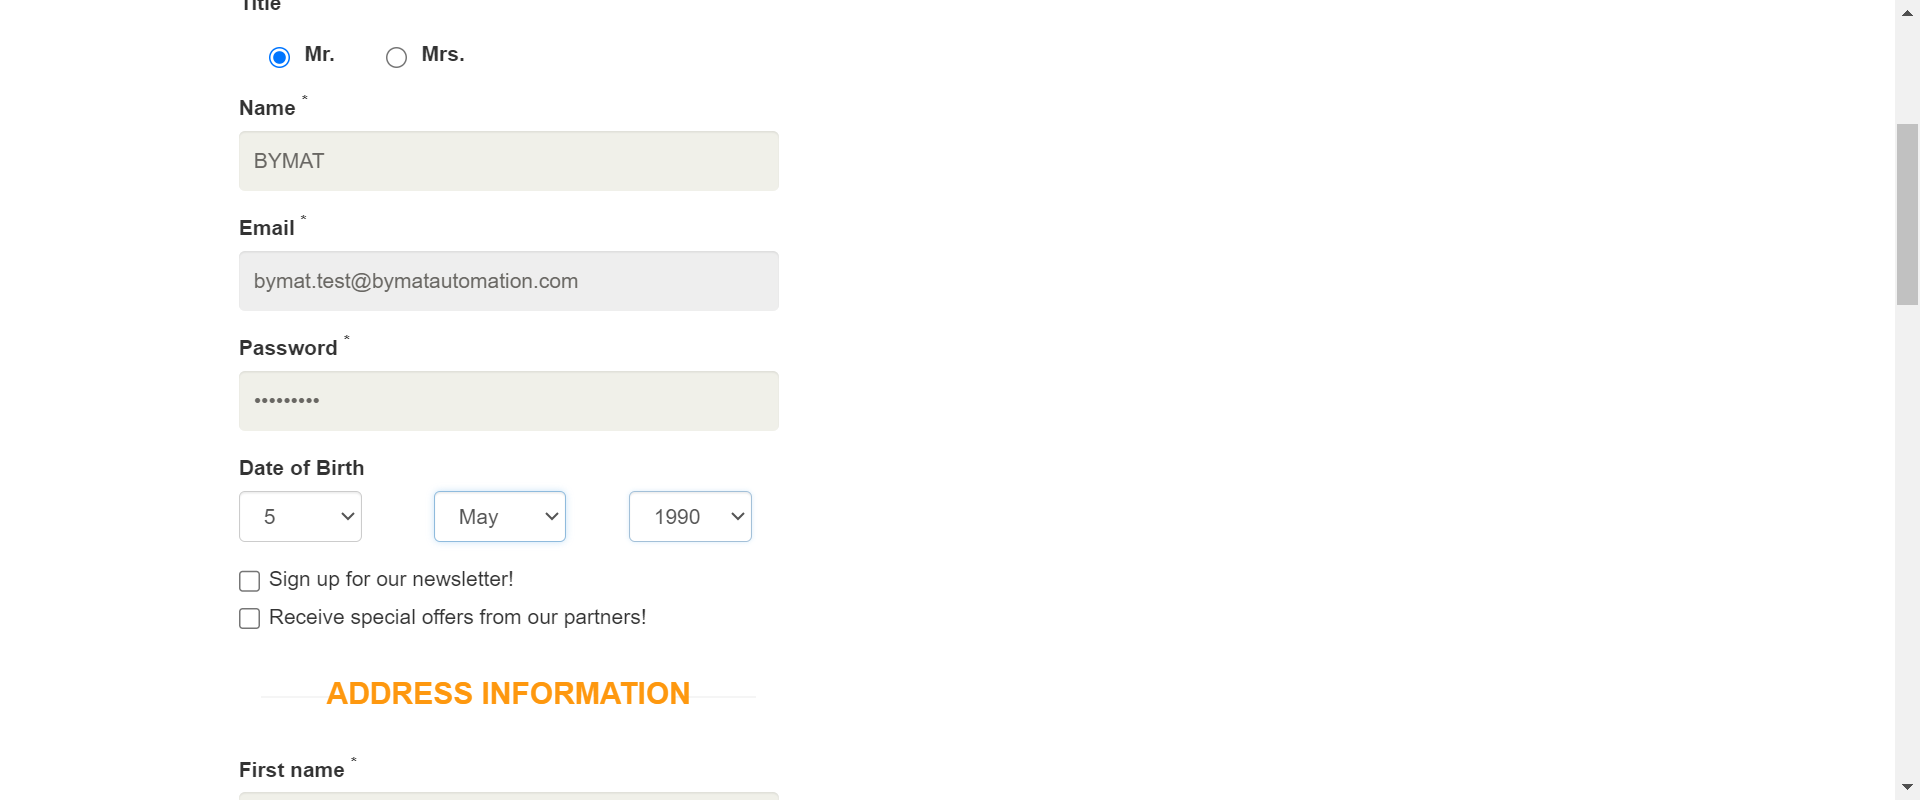 Title
Mr. Mrs.
Name *
BYMAT
Email *
bymat.test@bymatautomation.com
Password *
•••••••••
Date of Birth
5 May 1990
Sign up for our newsletter!
Receive special offers from our partners!
ADDRESS INFORMATION
First name *